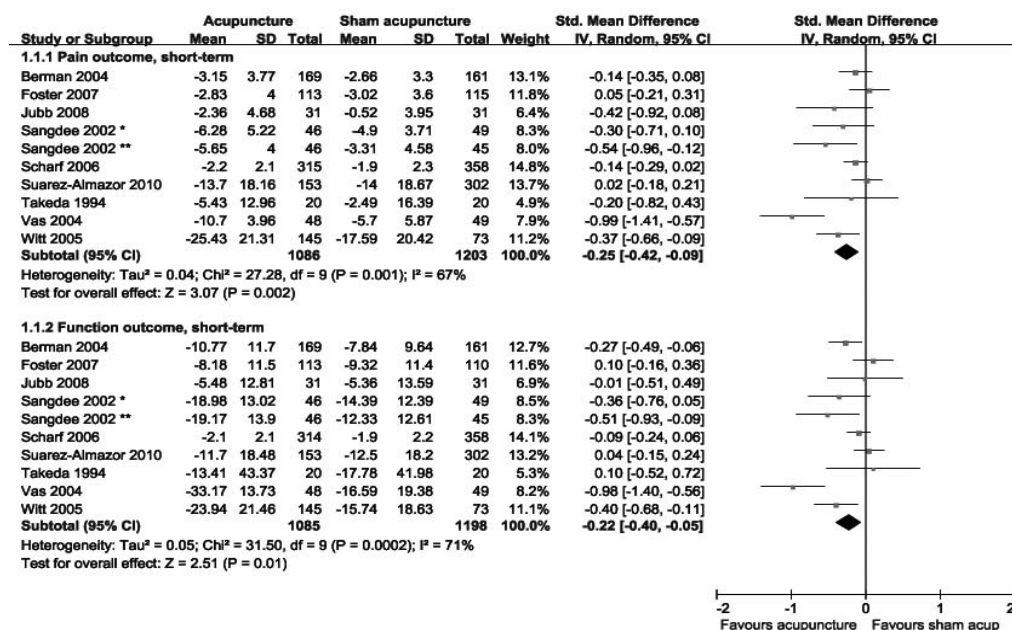 Acupuncture Sham acupuncture Std. Mean Difference Std. Mean Difference
Study or Subgroup Mean SD Total Mean SD Total Weight IV, Random, 95% CI IV, Random, 95% CI
1.1.1 Pain outcome, short-term
Berman 2004 -3.15 3.77 169 -2.66 3.3 161 13.1% -0.14 [-0.35, 0.08]
Foster 2007 -2.83 4 113 -3.02 3.6 115 11.8% 0.05 [-0.21, 0.31]
Jubb 2008 -2.36 4.68 31 -0.52 3.95 31 6.4% -0.42 [-0.92, 0.08]
Sangdee 2002 * -6.28 5.22 46 -4.9 3.71 49 8.3% -0.30 [-0.71, 0.10]
Sangdee 2002 ** -5.65 4 46 -3.31 4.58 45 8.0% -0.54 [-0.96, -0.12]
Scharf 2006 -2.2 2.1 315 -1.9 2.3 358 14.8% -0.14 [-0.29, 0.02]
Suarez-Almazor 2010 -13.7 18.16 153 -14 18.67 302 13.7% 0.02 [-0.18, 0.21]
Takeda 1994 -5.43 12.96 20 -2.49 16.39 20 4.9% -0.20 [-0.82, 0.43]
Vas 2004 -10.7 3.96 48 -5.7 5.87 49 7.9% -0.99 [-1.41, -0.57]
Witt 2005 -25.43 21.31 145 -17.59 20.42 73 11.2% -0.37 [-0.66, -0.09]
Subtotal (95% CI) 1086 1203 100.0% -0.25 [-0.42, -0.09]
Heterogeneity: Tau² = 0.04; Chi² = 27.28, df = 9 (P = 0.001); I² = 67%
Test for overall effect: Z = 3.07 (P = 0.002)
1.1.2 Function outcome, short-term
Berman 2004 -10.77 11.7 169 -7.84 9.64 161 12.7% -0.27 [-0.49, -0.06]
Foster 2007 -8.18 11.5 113 -9.32 11.4 110 11.6% 0.10 [-0.16, 0.36]
Jubb 2008 -5.48 12.81 31 -5.36 13.59 31 6.9% -0.01 [-0.51, 0.49]
Sangdee 2002 * -18.98 13.02 46 -14.39 12.39 49 8.5% -0.36 [-0.76, 0.05]
Sangdee 2002 ** -19.17 13.9 46 -12.33 12.61 45 8.2% -0.51 [-0.93, -0.09]
Scharf 2006 -2.1 2.1 314 -1.9 2.2 358 14.1% -0.09 [-0.24, 0.06]
Suarez-Almazor 2010 -11.7 18.48 153 -12.5 18.2 302 13.2% 0.04 [-0.15, 0.24]
Takeda 1994 -13.41 43.37 20 -17.78 41.98 20 5.3% 0.10 [-0.52, 0.72]
Vas 2004 -33.17 13.73 48 -16.59 19.38 49 8.2% -0.98 [-1.40, -0.56]
Witt 2005 -23.94 21.46 145 -15.74 18.63 73 11.1% -0.40 [-0.68, -0.11]
Subtotal (95% CI) 1085 1198 100.0% -0.22 [-0.40, -0.05]
Heterogeneity: Tau² = 0.05; Chi² = 31.50, df = 9 (P = 0.0002); I² = 71%
Test for overall effect: Z = 2.51 (P = 0.01)
-2 -1 0 1 2
Favours acupuncture Favours sham acup